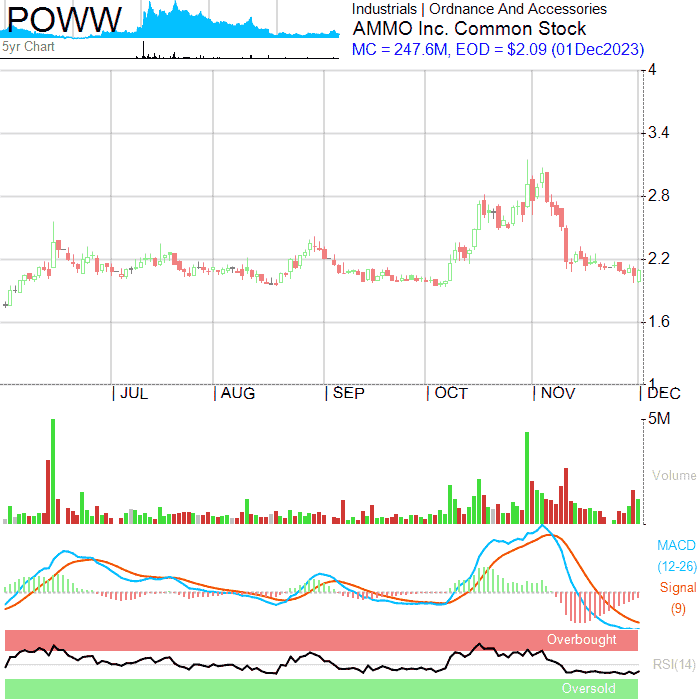 POWW
5yr Chart
Industrials | Ordnance And Accessories
AMMO Inc. Common Stock
MC = 247.6M, EOD = $2.09 (01Dec2023)
4
3.4
2.8
2.2
1.6
1
| JUL | AUG | SEP | OCT | NOV | DEC
5M
Volume
MACD
(12-26)
Signal
(9)
Overbought
RSI(14)
Oversold